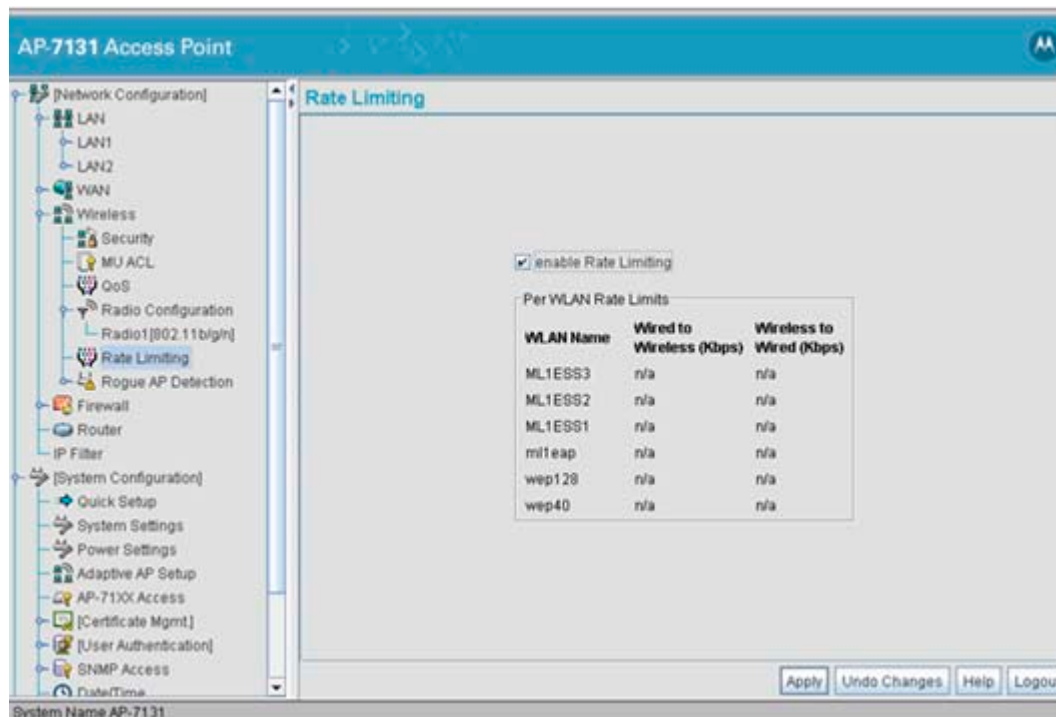 AP-7131 Access Point
[Network Configuration]
LAN
LAN1
LAN2
WAN
Wireless
Security
MU ACL
QoS
Radio Configuration
Radio1[802.11b/g/n]
Rate Limiting
Rogue AP Detection
Firewall
Router
IP Filter
[System Configuration]
Quick Setup
System Settings
Power Settings
Adaptive AP Setup
AP-71XX Access
[Certificate Mgmt.]
[User Authentication]
SNMP Access
Date/Time
Rate Limiting
enable Rate Limiting
Per WLAN Rate Limits
WLAN Name Wired to Wireless (Kbps) Wireless to Wired (Kbps)
ML1ESS3 n/a n/a
ML1ESS2 n/a n/a
ML1ESS1 n/a n/a
ml1eap n/a n/a
wep128 n/a n/a
wep40 n/a n/a
Apply Undo Changes Help Logou
System Name AP-7131